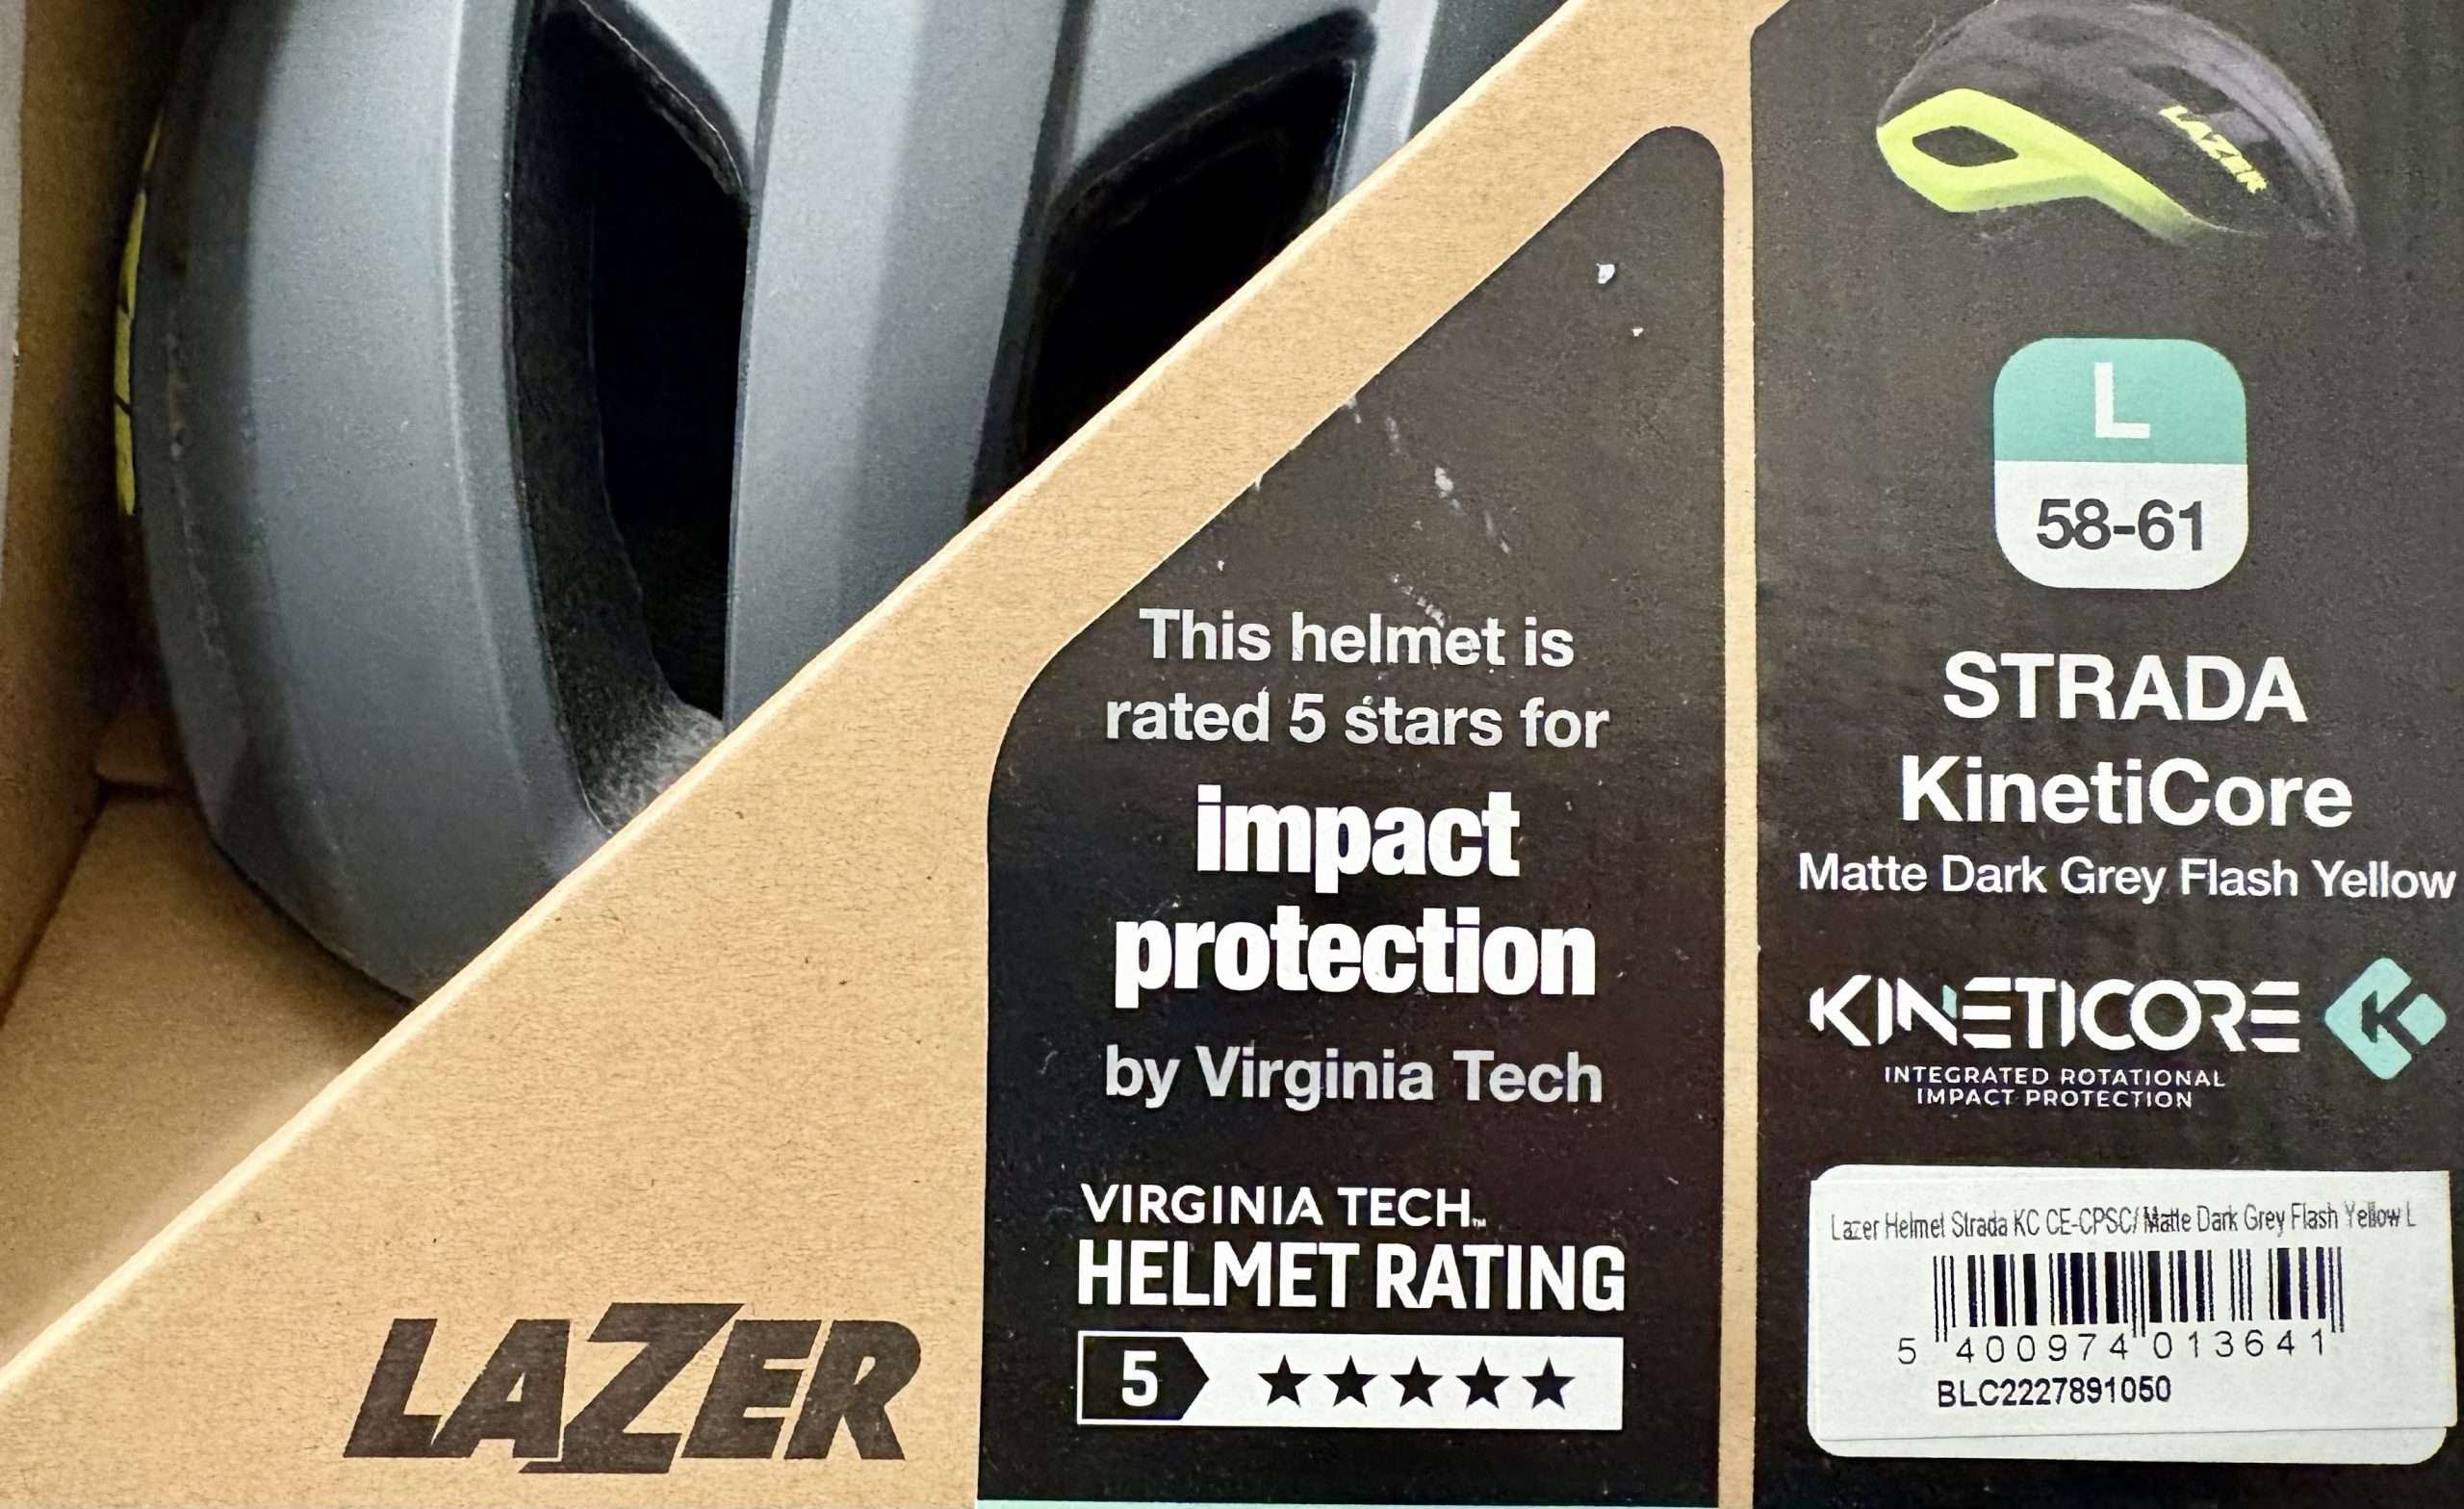 LAZER
This helmet is
rated 5 stars for
impact
protection
by Virginia Tech
VIRGINIA TECH™
HELMET RATING
5 ★★★★★
LAZER
L
58-61
STRADA
KinetiCore
Matte Dark Grey Flash Yellow
KINETICORE K
INTEGRATED ROTATIONAL
IMPACT PROTECTION
Lazer Helmet Strada KC CE-CPSC/ Matte Dark Grey Flash Yellow L
5 400974 013641
BLC2227891050